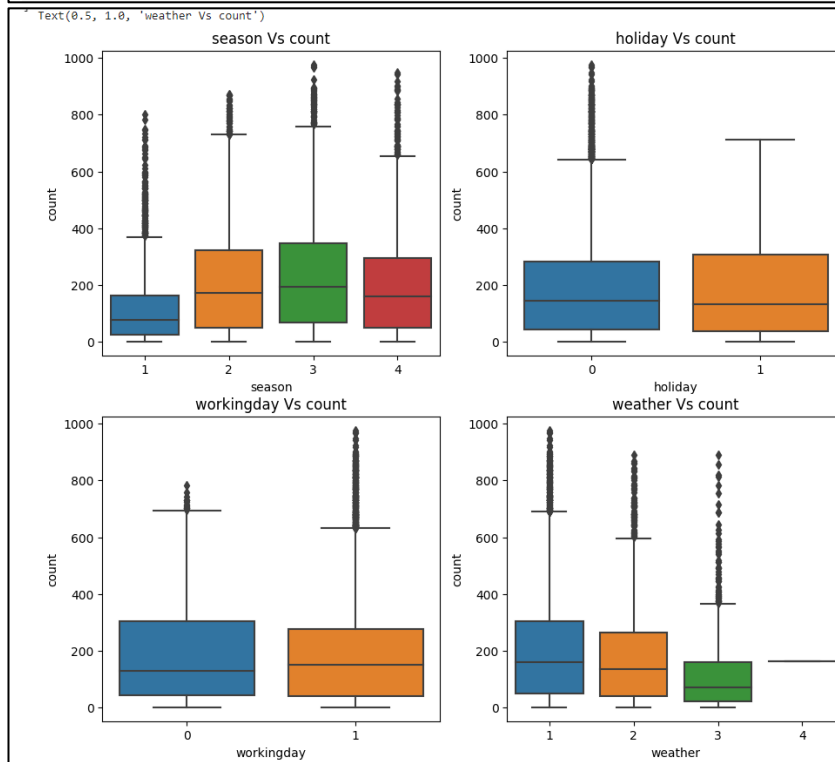 Text(0.5, 1.0, 'weather Vs count')
season Vs count
1000
800
600
400
200
0
count
1 2 3 4
season
holiday Vs count
1000
800
600
400
200
0
count
0 1
holiday
workingday Vs count
1000
800
600
400
200
0
count
0 1
workingday
weather Vs count
1000
800
600
400
200
0
count
1 2 3 4
weather